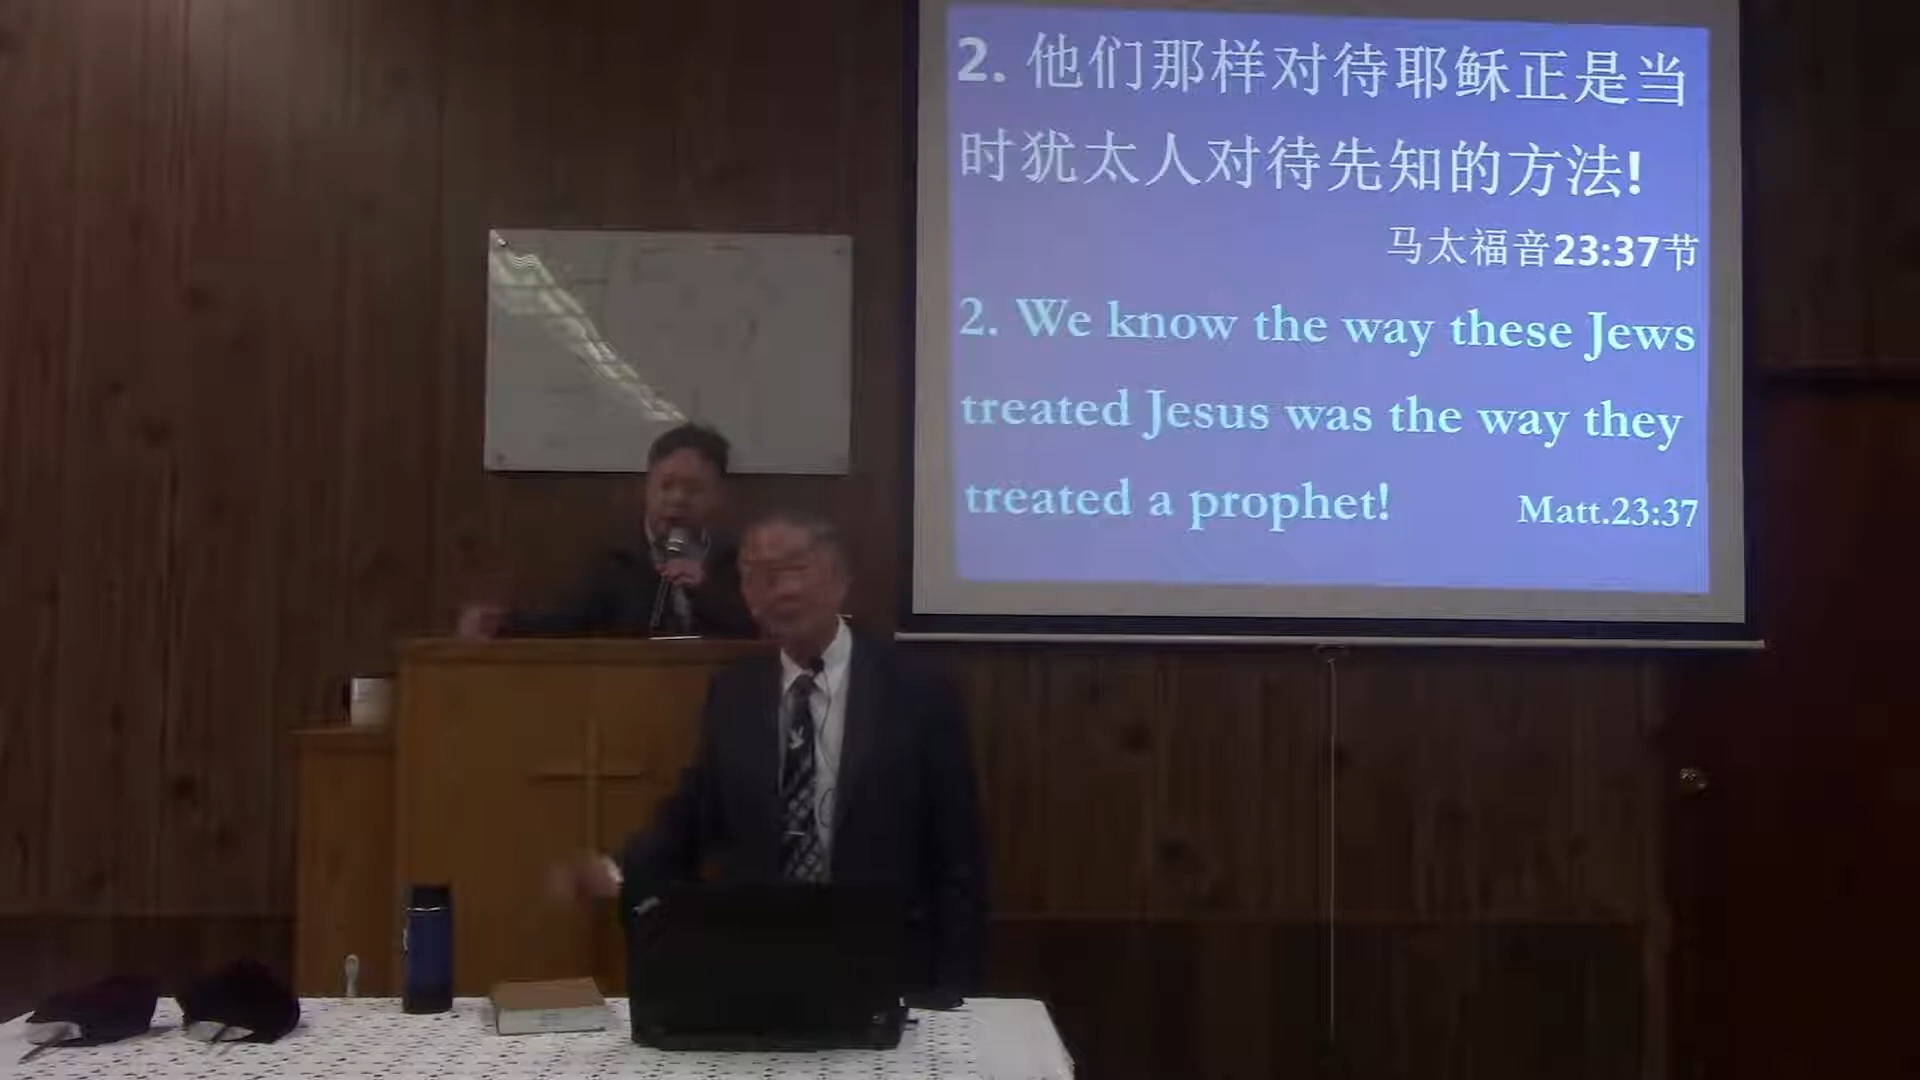 2. 他们那样对待耶稣正是当
时犹太人对待先知的方法!
马太福音23:37节
2. We know the way these Jews
treated Jesus was the way they
treated a prophet!
Matt.23:37